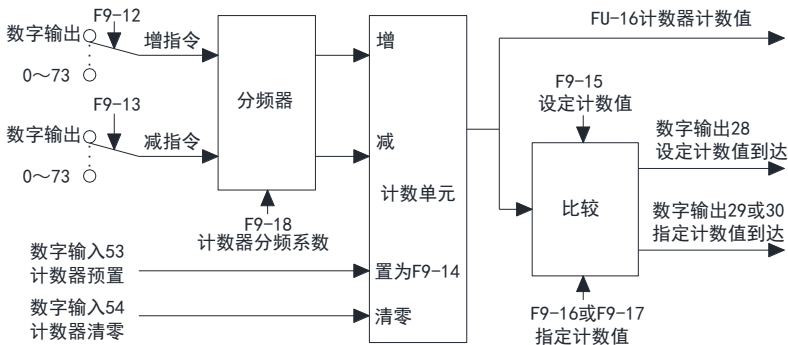 F9-12
数字输出
增指令
0～73
F9-13
数字输出
减指令
0～73
分频器
F9-18
计数器分频系数
数字输入53
计数器预置
数字输入54
计数器清零
增
减
计数单元
置为F9-14
清零
FU-16计数器计数值
F9-15
设定计数值
比较
数字输出28
设定计数值到达
数字输出29或30
指定计数值到达
F9-16或F9-17
指定计数值